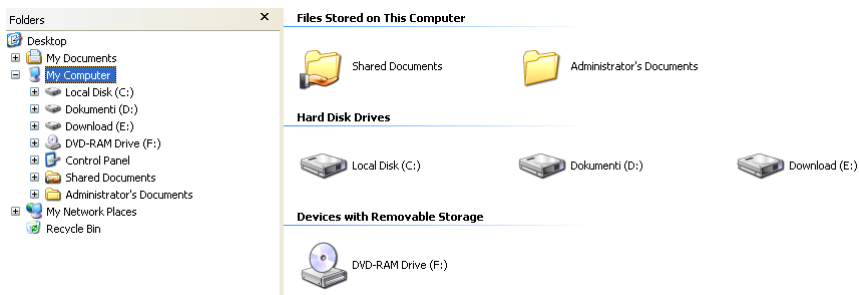 Folders
Desktop
My Documents
My Computer
Local Disk (C:)
Dokumenti (D:)
Download (E:)
DVD-RAM Drive (F:)
Control Panel
Shared Documents
Administrator's Documents
My Network Places
Recycle Bin
Files Stored on This Computer
Shared Documents Administrator's Documents
Hard Disk Drives
Local Disk (C:) Dokumenti (D:) Download (E:)
Devices with Removable Storage
DVD-RAM Drive (F:)